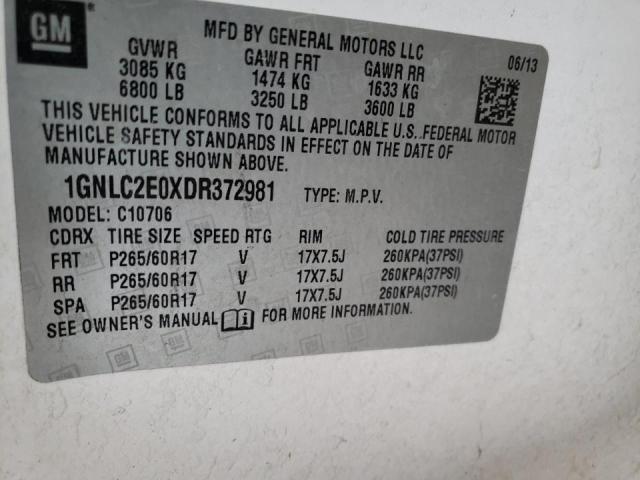 GM
MFD BY GENERAL MOTORS LLC
GVWR GAWR FRT GAWR RR 06/13
3085 KG 1474 KG 1633 KG
6800 LB 3250 LB 3600 LB
THIS VEHICLE CONFORMS TO ALL APPLICABLE U.S. FEDERAL MOTOR
VEHICLE SAFETY STANDARDS IN EFFECT ON THE DATE OF
MANUFACTURE SHOWN ABOVE.
1GNLC2E0XDR372981 TYPE: M.P.V.
MODEL: C10706
CDRX TIRE SIZE SPEED RTG RIM COLD TIRE PRESSURE
FRT P265/60R17 V 17X7.5J 260KPA(37PSI)
RR P265/60R17 V 17X7.5J 260KPA(37PSI)
SPA P265/60R17 V 17X7.5J 260KPA(37PSI)
SEE OWNER'S MANUAL FOR MORE INFORMATION.